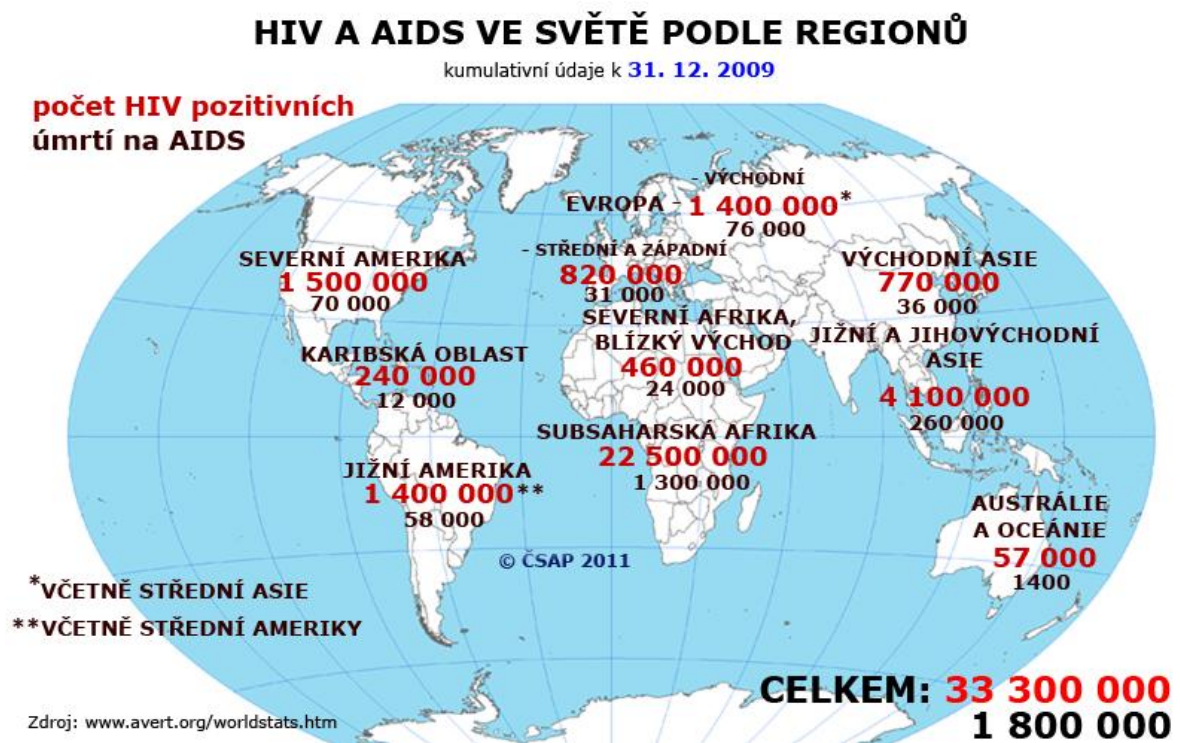 HIV A AIDS VE SVĚTĚ PODLE REGIONŮ
kumulativní údaje k 31. 12. 2009
počet HIV pozitivních
úmrtí na AIDS
- VÝCHODNÍ
EVROPA - 1 400 000*
76 000
- STŘEDNÍ A ZÁPADNÍ
820 000
31 000
SEVERNÍ AMERIKA
1 500 000
70 000
VÝCHODNÍ ASIE
770 000
36 000
SEVERNÍ AFRIKA,
BLÍZKÝ VÝCHOD
460 000
24 000
JIŽNÍ A JIHOVÝCHODNÍ
ASIE
4 100 000
260 000
KARIBSKÁ OBLAST
240 000
12 000
SUBSAHARSKÁ AFRIKA
22 500 000
1 300 000
JIŽNÍ AMERIKA
1 400 000**
58 000
AUSTRÁLIE
A OCEÁNIE
57 000
1400
© ČSAP 2011
*VČETNĚ STŘEDNÍ ASIE
**VČETNĚ STŘEDNÍ AMERIKY
CELKEM: 33 300 000
1 800 000
Zdroj: www.avert.org/worldstats.htm